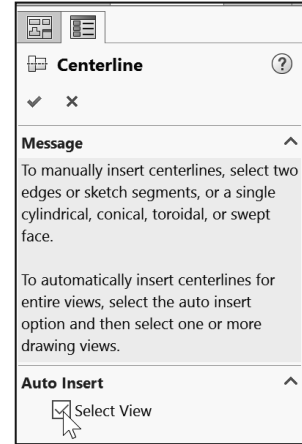 Centerline
?
Message
To manually insert centerlines, select two
edges or sketch segments, or a single
cylindrical, conical, toroidal, or swept
face.
To automatically insert centerlines for
entire views, select the auto insert
option and then select one or more
drawing views.
Auto Insert
Select View